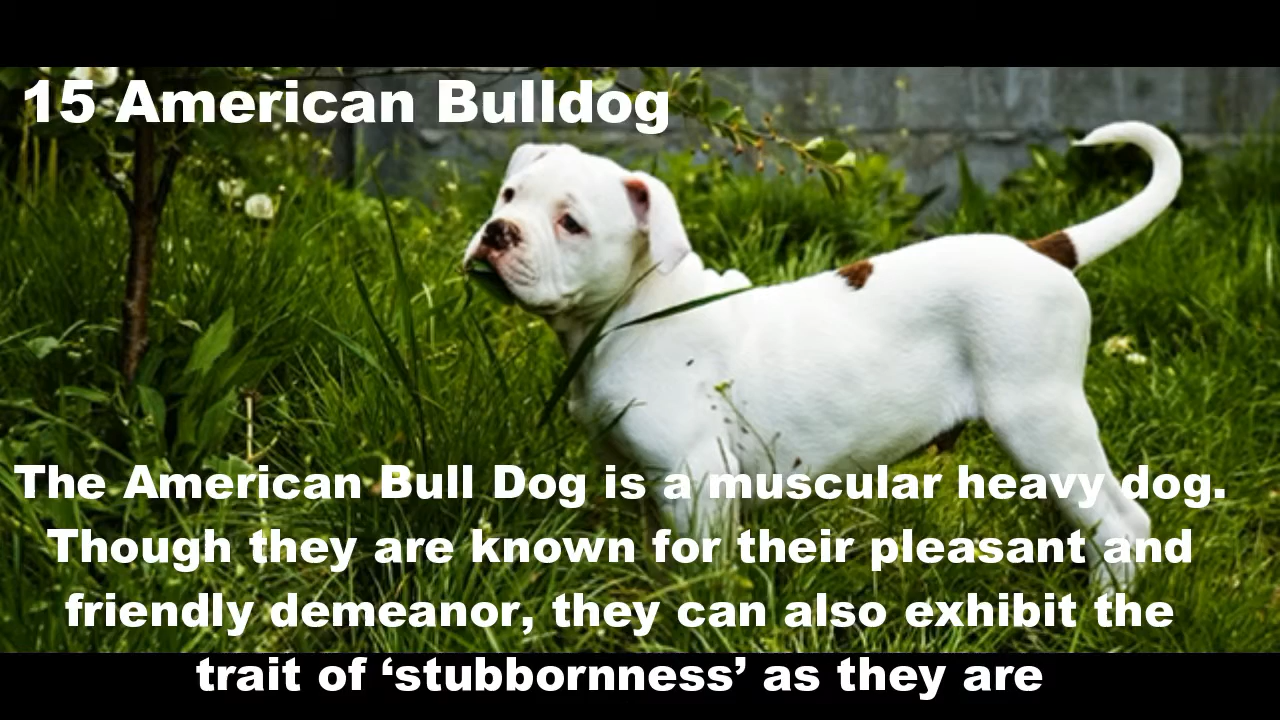 15 American Bulldog
The American Bull Dog is a muscular heavy dog.
Though they are known for their pleasant and
friendly demeanor, they can also exhibit the
trait of ‘stubbornness’ as they are